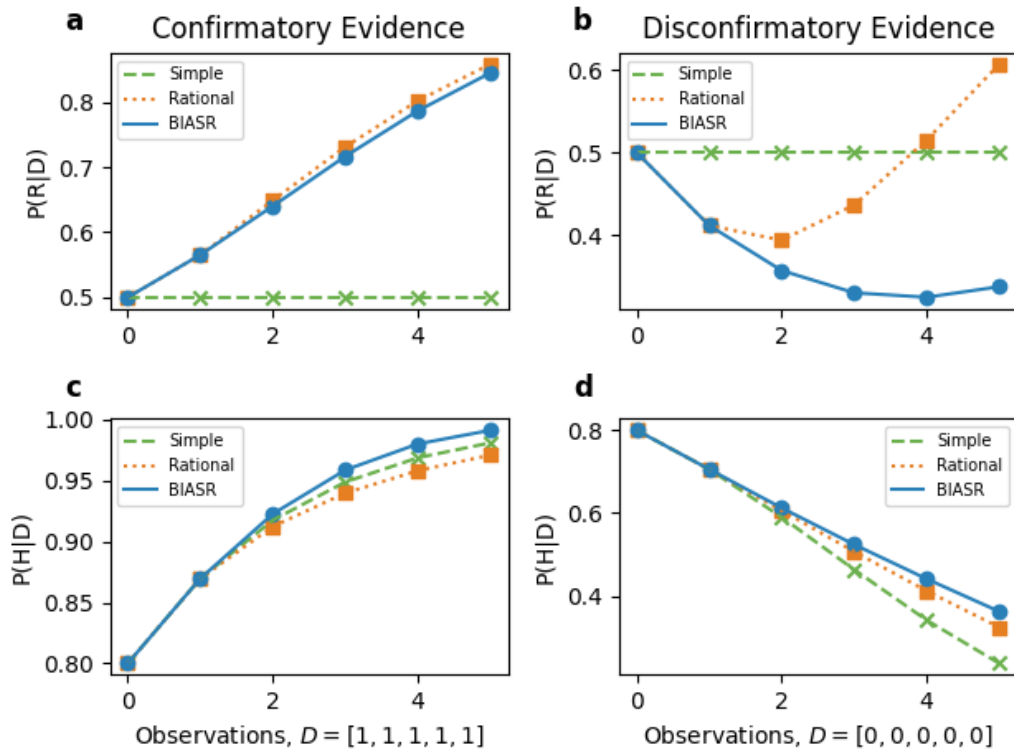 a Confirmatory Evidence
0.8
0.7
0.6
0.5
P(R|D)
Simple
Rational
BIASR
0 2 4
b Disconfirmatory Evidence
0.6
0.5
0.4
P(R|D)
Simple
Rational
BIASR
0 2 4
c
1.00
0.95
0.90
0.85
0.80
P(H|D)
Simple
Rational
BIASR
0 2 4
Observations, D = [1, 1, 1, 1, 1]
d
0.8
0.6
0.4
P(H|D)
Simple
Rational
BIASR
0 2 4
Observations, D = [0, 0, 0, 0, 0]